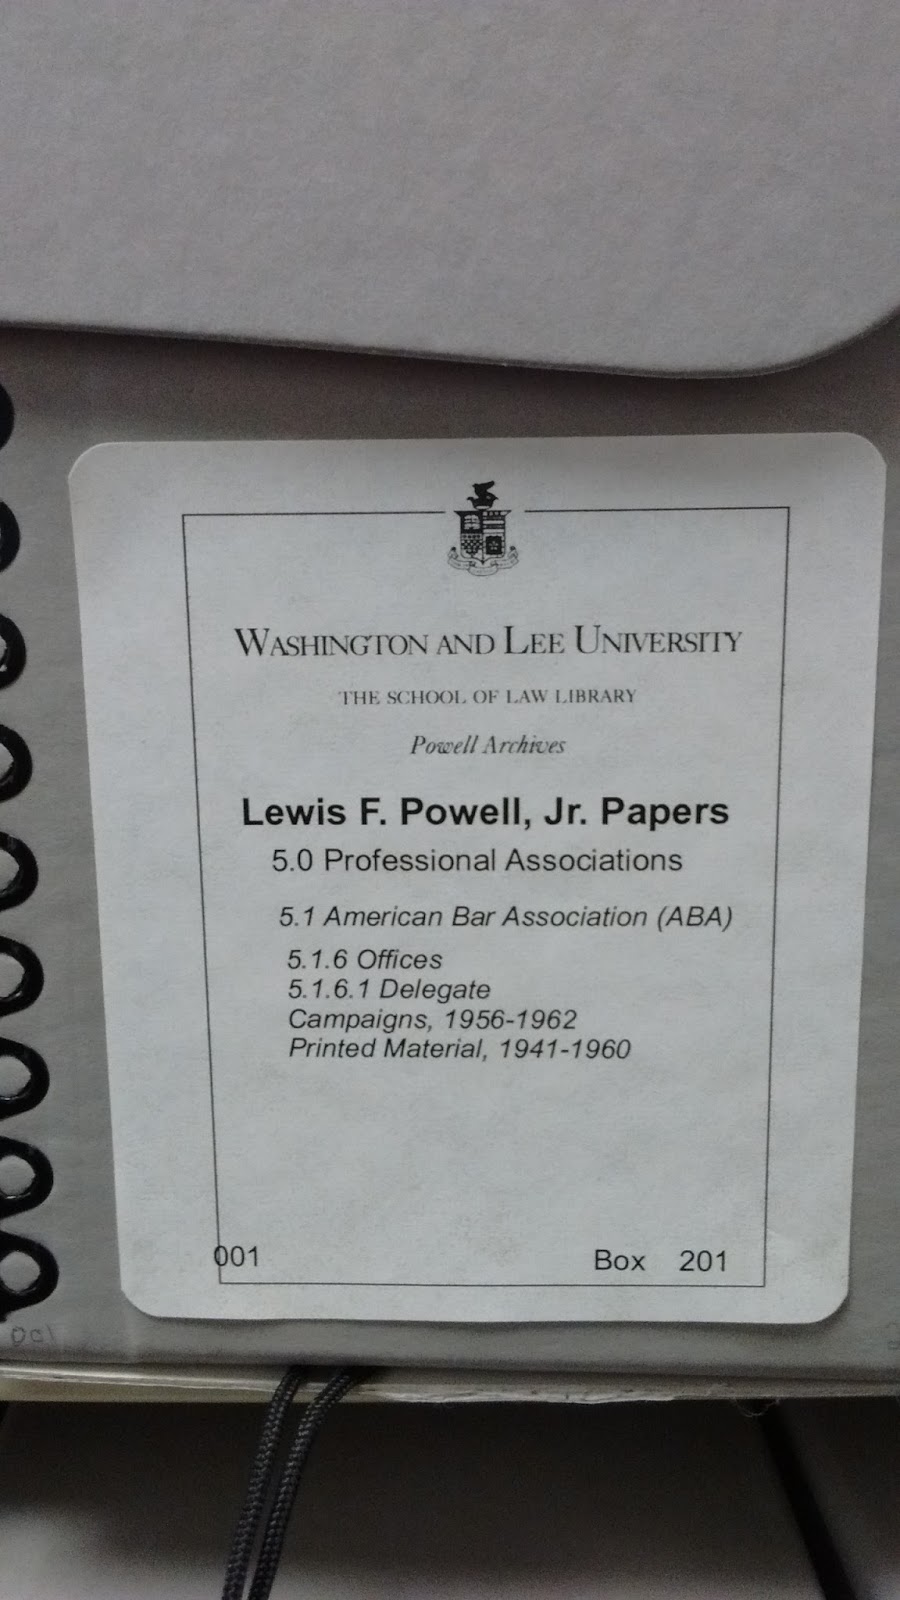 WASHINGTON AND LEE UNIVERSITY
THE SCHOOL OF LAW LIBRARY
Powell Archives
Lewis F. Powell, Jr. Papers
5.0 Professional Associations
5.1 American Bar Association (ABA)
5.1.6 Offices
5.1.6.1 Delegate
Campaigns, 1956-1962
Printed Material, 1941-1960
001 Box 201